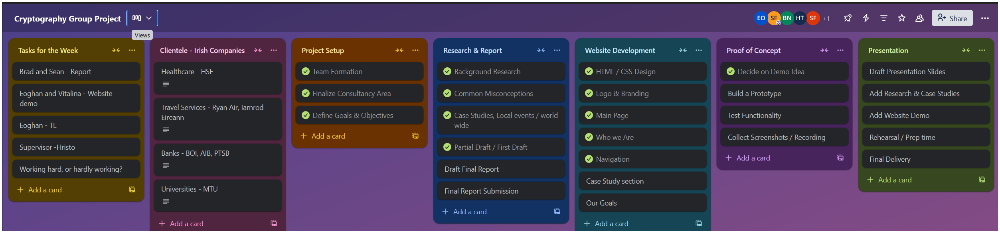 Cryptography Group Project
Views
EO SF BN HT SF +1
Share
Tasks for the Week
Brad and Sean - Report
Eoghan and Vitalina - Website
demo
Eoghan - TL
Supervisor -Hristo
Working hard, or hardly working?
Add a card
Clientele - Irish Companies
Healthcare - HSE
Travel Services - Ryan Air, Iarnrod
Eireann
Banks - BOI, AIB, PTSB
Universities - MTU
Add a card
Project Setup
Team Formation
Finalize Consultancy Area
Define Goals & Objectives
Add a card
Research & Report
Background Research
Common Misconceptions
Case Studies, Local events / world
wide
Partial Draft / First Draft
Draft Final Report
Final Report Submission
Add a card
Website Development
HTML / CSS Design
Logo & Branding
Main Page
Who we Are
Navigation
Case Study section
Our Goals
Add a card
Proof of Concept
Decide on Demo Idea
Build a Prototype
Test Functionality
Collect Screenshots / Recording
Add a card
Presentation
Draft Presentation Slides
Add Research & Case Studies
Add Website Demo
Rehearsal / Prep time
Final Delivery
Add a card